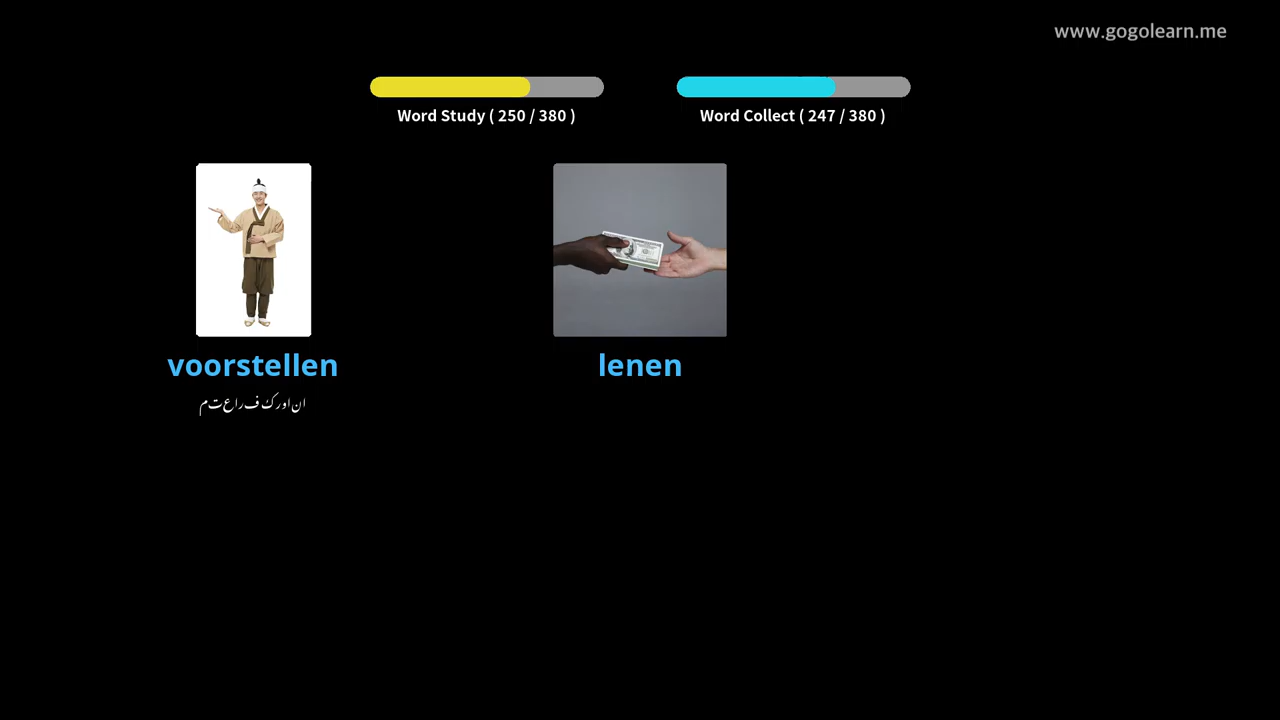 www.gogolearn.me
Word Study ( 250 / 380 )
Word Collect ( 247 / 380 )
voorstellen
متعارف کروانا
lenen